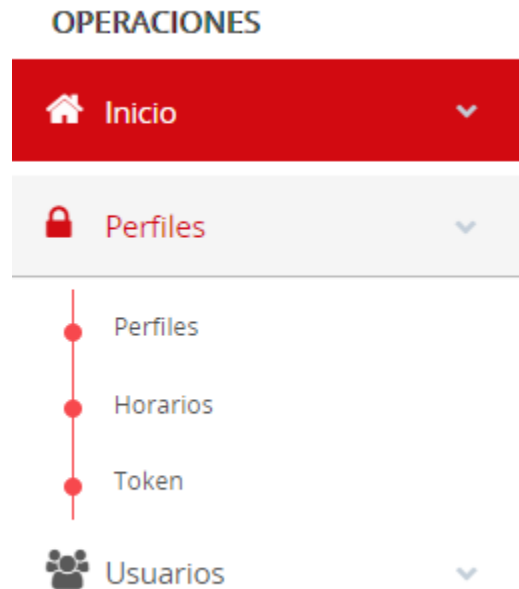 OPERACIONES
Inicio
Perfiles
Perfiles
Horarios
Token
Usuarios